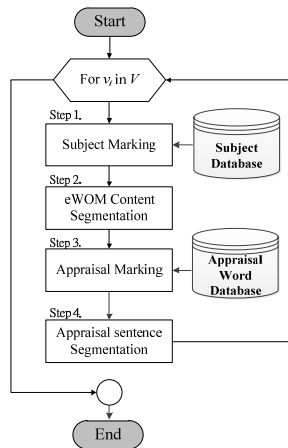 Start
For vᵢ in V
Step 1.
Subject Marking
Subject
Database
Step 2.
eWOM Content
Segmentation
Step 3.
Appraisal Marking
Appraisal
Word
Database
Step 4.
Appraisal sentence
Segmentation
End